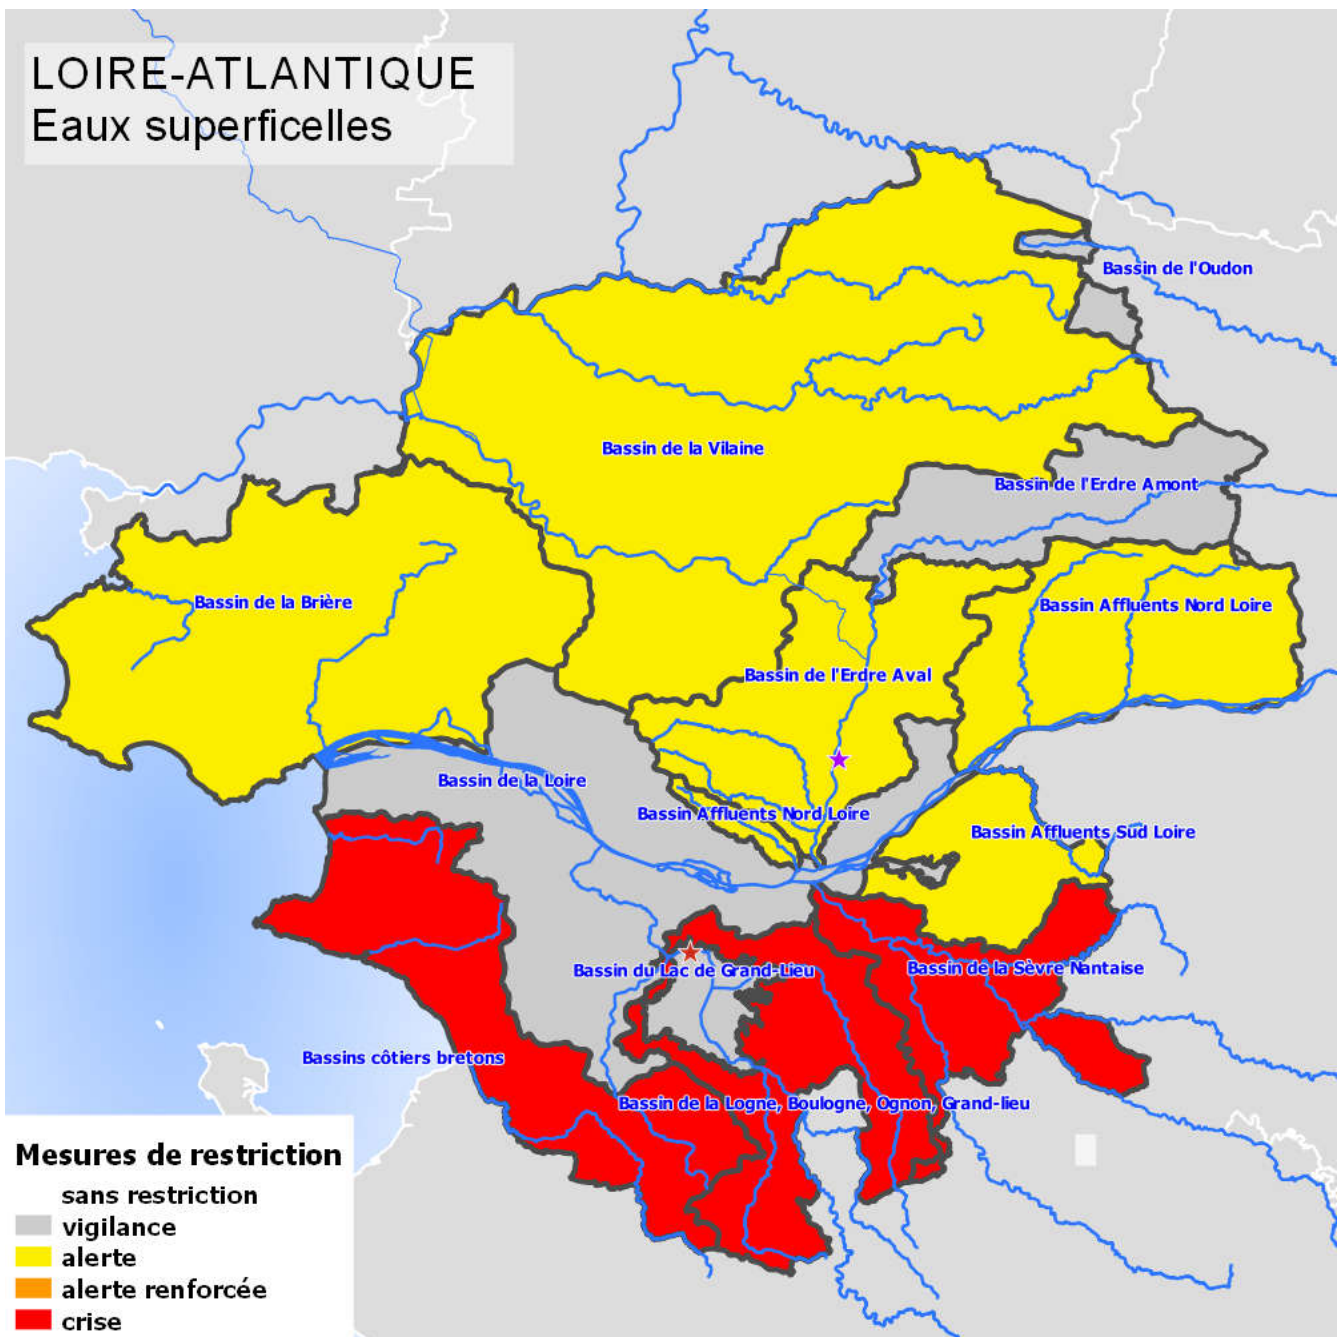 LOIRE-ATLANTIQUE
Eaux superficelles
Bassin de l'Oudon
Bassin de la Vilaine
Bassin de l'Erdre Amont
Bassin de la Brière
Bassin Affluents Nord Loire
Bassin de l'Erdre Aval
Bassin de la Loire
Bassin Affluents Nord Loire
Bassin Affluents Sud Loire
Bassin du Lac de Grand-Lieu
Bassin de la Sèvre Nantaise
Bassins côtiers bretons
Bassin de la Logne, Boulogne, Ognon, Grand-lieu
Mesures de restriction
sans restriction
vigilance
alerte
alerte renforcée
crise